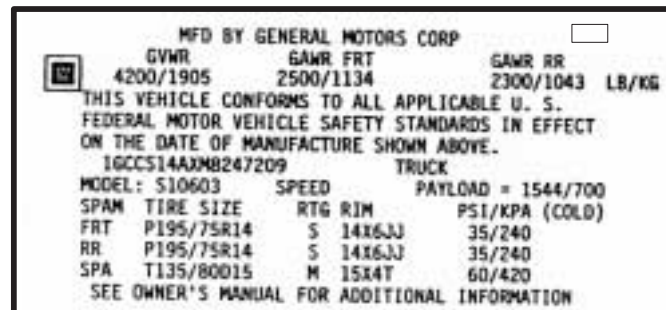 MFD BY GENERAL MOTORS CORP
GVWR GAWR FRT GAWR RR
4200/1905 2500/1134 2300/1043 LB/KG
THIS VEHICLE CONFORMS TO ALL APPLICABLE U. S.
FEDERAL MOTOR VEHICLE SAFETY STANDARDS IN EFFECT
ON THE DATE OF MANUFACTURE SHOWN ABOVE.
1GCCS14AXM8247209 TRUCK
MODEL: S10603 SPEED PAYLOAD = 1544/700
SPAM TIRE SIZE RTG RIM PSI/KPA (COLD)
FRT P195/75R14 S 14X6JJ 35/240
RR P195/75R14 S 14X6JJ 35/240
SPA T135/80D15 M 15X4T 60/420
SEE OWNER'S MANUAL FOR ADDITIONAL INFORMATION